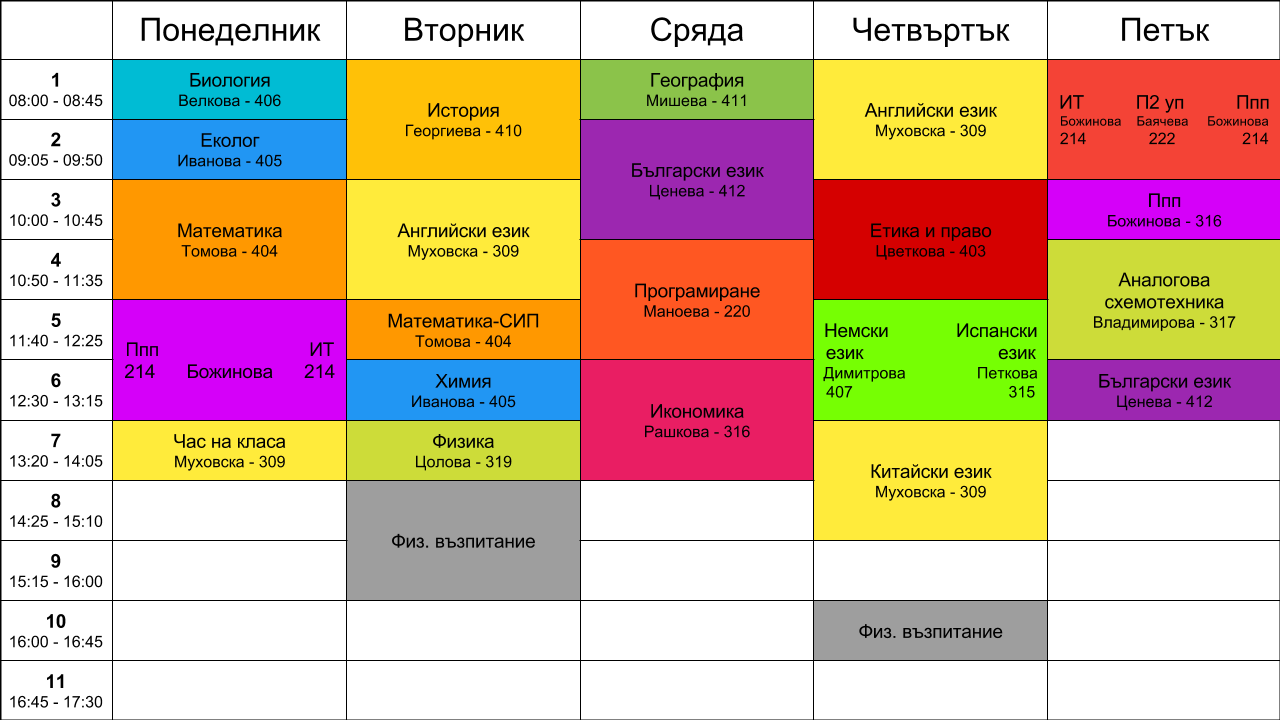 Понеделник Вторник Сряда Четвъртък Петък
1
08:00 - 08:45
Биология
Велкова - 406
История
Георгиева - 410
География
Мишева - 411
Английски език
Муховска - 309
ИТ П2 уп Ппп
Божинова Баячева Божинова
214 222 214
2
09:05 - 09:50
Еколог
Иванова - 405
Български език
Ценева - 412
3
10:00 - 10:45
Математика
Томова - 404
Английски език
Муховска - 309
Етика и право
Цветкова - 403
Ппп
Божинова - 316
4
10:50 - 11:35
Програмиране
Маноева - 220
Аналогова
схемотехника
Владимирова - 317
5
11:40 - 12:25
Ппп ИТ
214 Божинова 214
Математика-СИП
Томова - 404
Немски Испански
език език
Димитрова Петкова
407 315
6
12:30 - 13:15
Химия
Иванова - 405
Икономика
Рашкова - 316
Български език
Ценева - 412
7
13:20 - 14:05
Час на класа
Муховска - 309
Физика
Цолова - 319
Китайски език
Муховска - 309
8
14:25 - 15:10
Физ. възпитание
9
15:15 - 16:00
10
16:00 - 16:45
Физ. възпитание
11
16:45 - 17:30